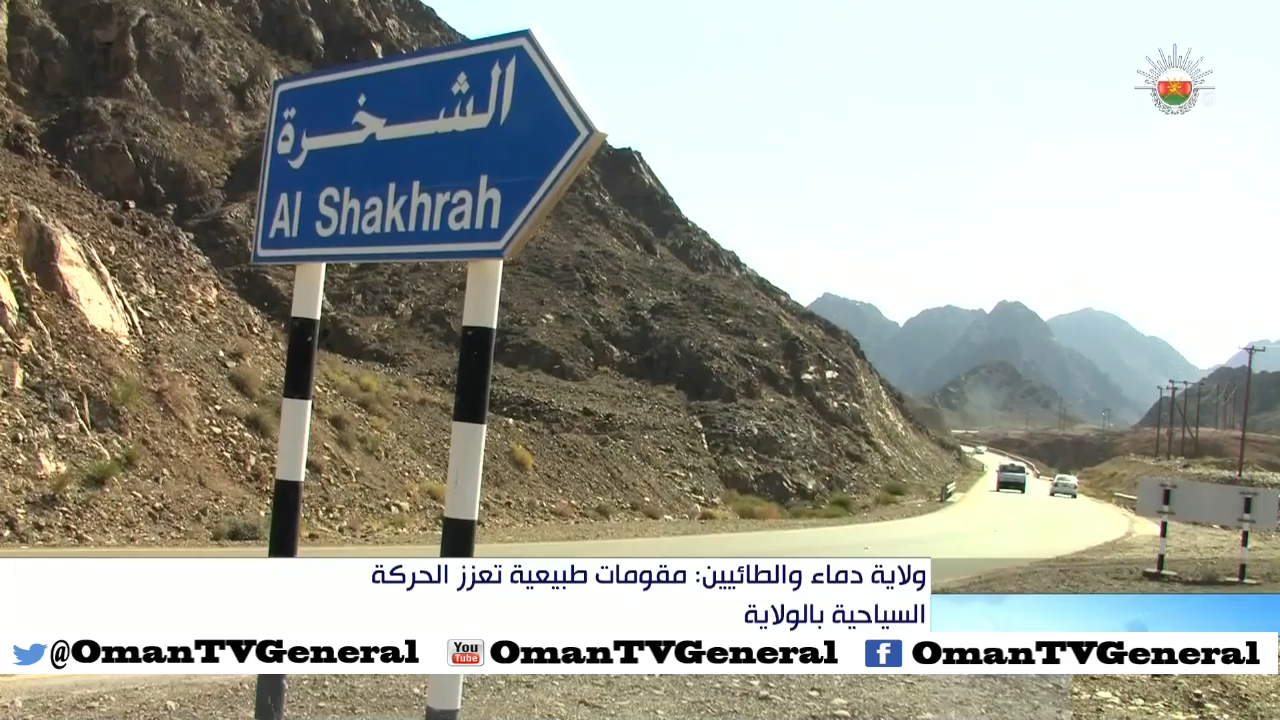 الشخرة
Al Shakhrah
ولاية دماء والطائيين: مقومات طبيعية تعزز الحركة
السياحية بالولاية
@OmanTVGeneral You Tube OmanTVGeneral f OmanTVGeneral